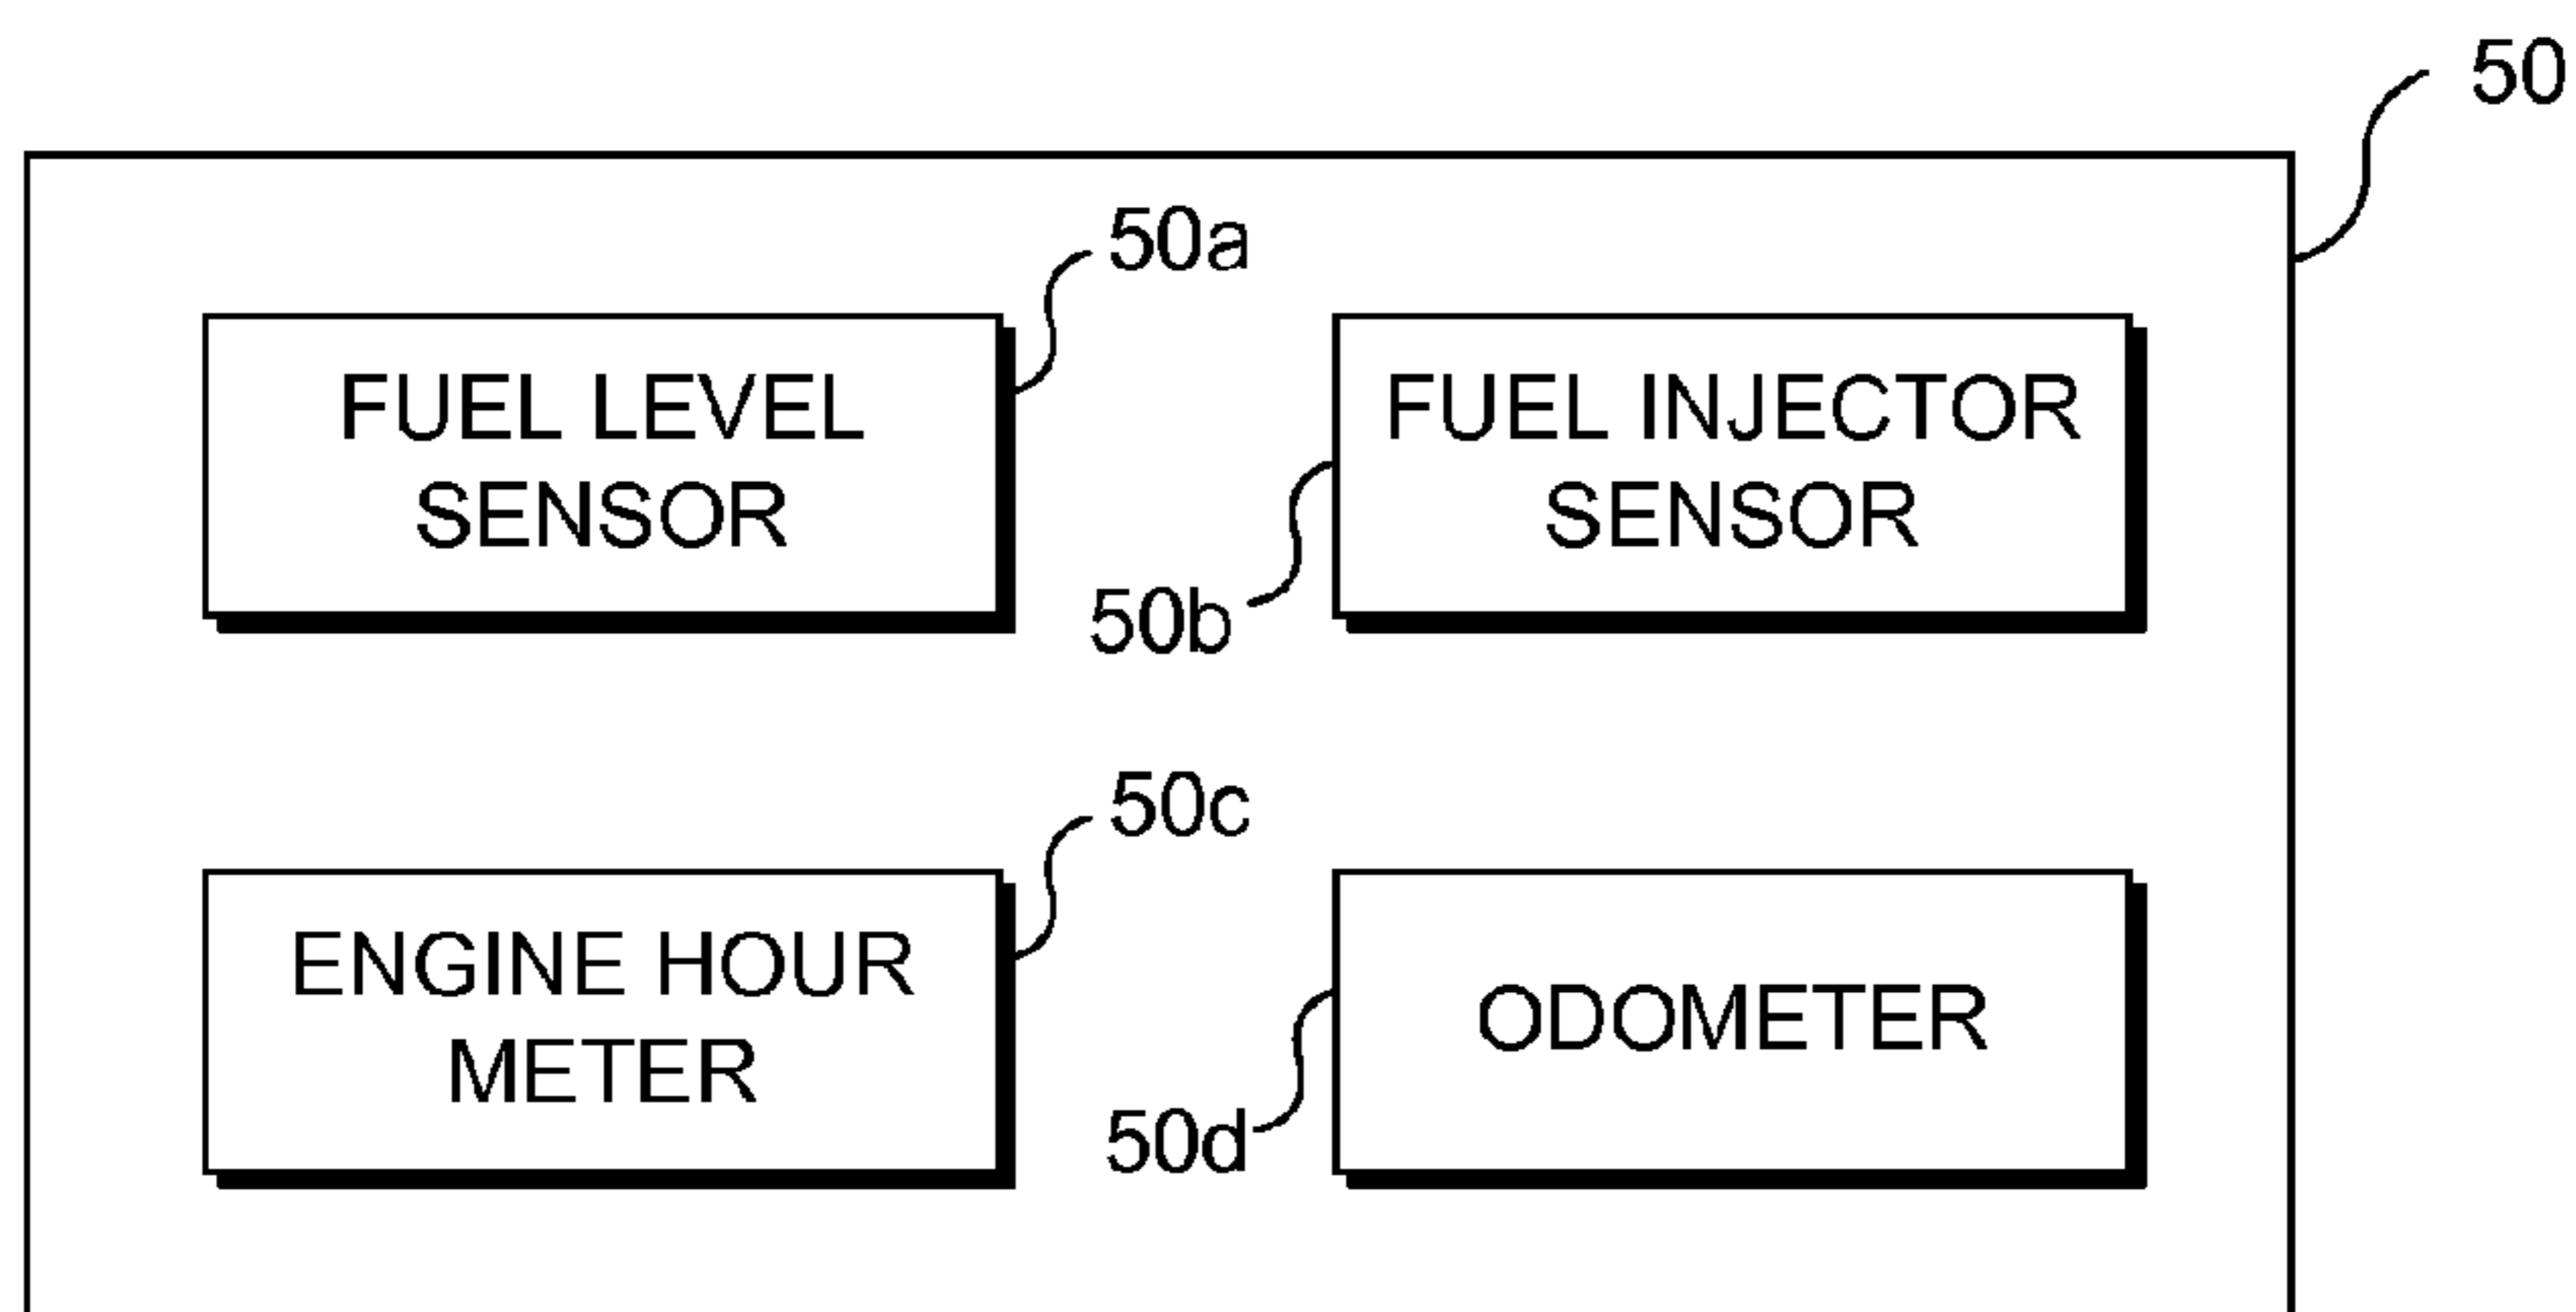 50
50a
FUEL LEVEL
SENSOR
FUEL INJECTOR
SENSOR
50b
50c
ENGINE HOUR
METER
ODOMETER
50d